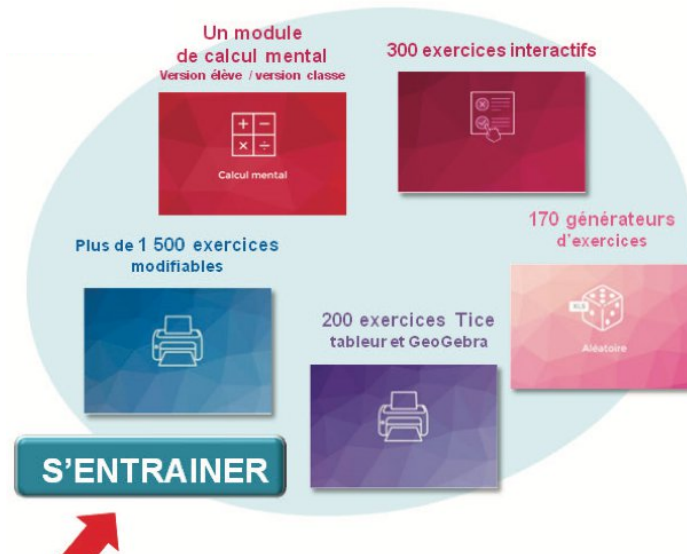 Un module
de calcul mental
Version élève / version classe
300 exercices interactifs
+ −
× ÷
Calcul mental
170 générateurs
d'exercices
Plus de 1 500 exercices
modifiables
XLS
Aléatoire
200 exercices Tice
tableur et GeoGebra
S'ENTRAINER